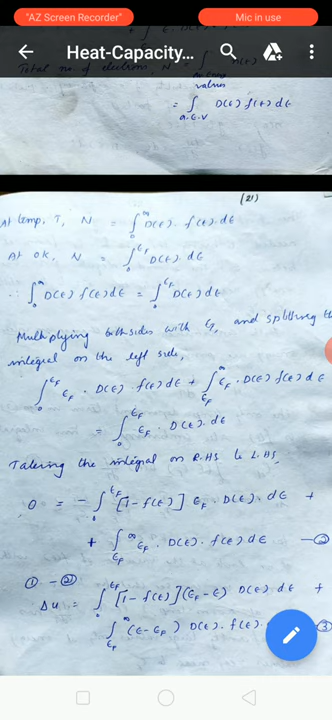 "AZ Screen Recorder"
Mic in use
Heat-Capacity...
Total no. of electrons, N = ∫ 
values
= ∫ D(ϵ) f(ϵ) dϵ
a.ϵ.v
(21)
At temp. T, N = ∫₀^∞ D(ϵ). f(ϵ).dϵ
At 0K, N = ∫₀^ϵF D(ϵ) dϵ
∴ ∫₀^∞ D(ϵ) f(ϵ)dϵ = ∫₀^ϵF D(ϵ) dϵ
Multiplying both sides with ϵF, and splitting th
integral on the left side,
∫₀^ϵF ϵF . D(ϵ) . f(ϵ)dϵ + ∫ϵF^∞ ϵF . D(ϵ) f(ϵ) dϵ
= ∫₀^ϵF ϵF . D(ϵ). dϵ
Taking the integral on R.HS to L.HS
0 = - ∫₀^ϵF [1-f(ϵ)] ϵF . D(ϵ). dϵ +
+ ∫ϵF^∞ ϵF . D(ϵ). f(ϵ) dϵ —②
① - ②
Δu = ∫₀^ϵF [1-f(ϵ)](ϵF-ϵ) D(ϵ) dϵ +
∫ϵF^∞ (ϵ-ϵF) D(ϵ). f(ϵ). ③